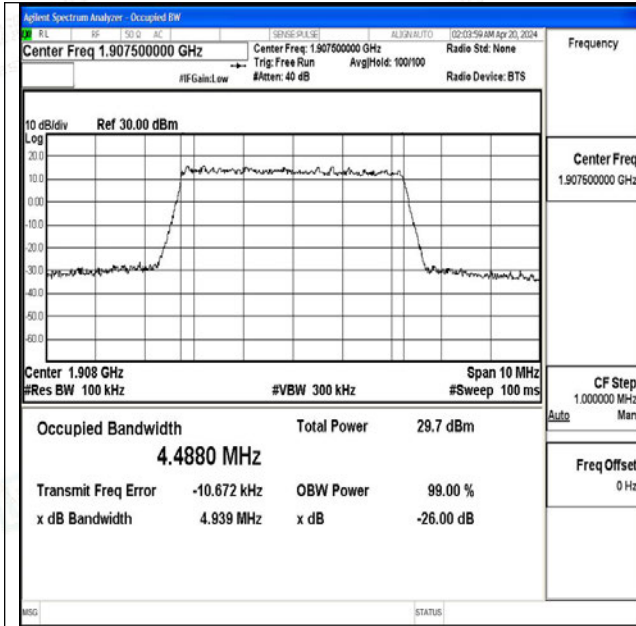 Agilent Spectrum Analyzer - Occupied BW
RL RF 50 Ω AC SENSE:PULSE ALIGNAUTO 02:03:59 AM Apr 20, 2024
Center Freq 1.907500000 GHz Center Freq: 1.907500000 GHz Radio Std: None
Trig: Free Run Avg|Hold: 100/100
#IFGain:Low #Atten: 40 dB Radio Device: BTS
Frequency
10 dB/div Ref 30.00 dBm
Log
20.0
10.0
0.00
-10.0
-20.0
-30.0
-40.0
-50.0
-60.0
Center Freq
1.907500000 GHz
Center 1.908 GHz Span 10 MHz
#Res BW 100 kHz #VBW 300 kHz #Sweep 100 ms
CF Step
1.000000 MHz
Auto Man
Occupied Bandwidth Total Power 29.7 dBm
4.4880 MHz
Transmit Freq Error -10.672 kHz OBW Power 99.00 %
x dB Bandwidth 4.939 MHz x dB -26.00 dB
Freq Offset
0 Hz
MSG STATUS